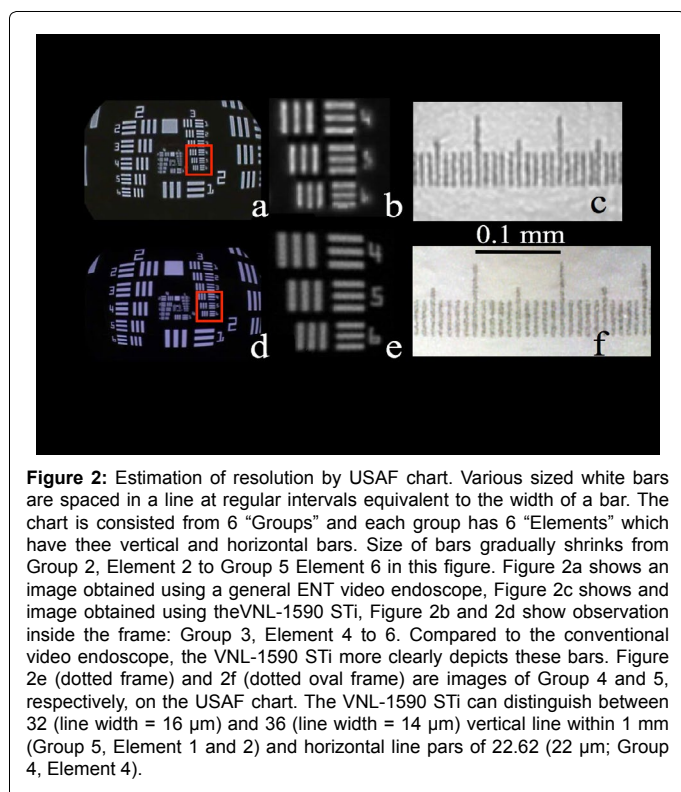 2
3
2
3
4
5
6
2
1
a
4
5
6
b
c
0.1 mm
2
3
4
5
6
2
1
d
4
5
6
e
f
Figure 2: Estimation of resolution by USAF chart. Various sized white bars
are spaced in a line at regular intervals equivalent to the width of a bar. The
chart is consisted from 6 “Groups” and each group has 6 “Elements” which
have thee vertical and horizontal bars. Size of bars gradually shrinks from
Group 2, Element 2 to Group 5 Element 6 in this figure. Figure 2a shows an
image obtained using a general ENT video endoscope, Figure 2c shows and
image obtained using theVNL-1590 STi, Figure 2b and 2d show observation
inside the frame: Group 3, Element 4 to 6. Compared to the conventional
video endoscope, the VNL-1590 STi more clearly depicts these bars. Figure
2e (dotted frame) and 2f (dotted oval frame) are images of Group 4 and 5,
respectively, on the USAF chart. The VNL-1590 STi can distinguish between
32 (line width = 16 μm) and 36 (line width = 14 μm) vertical line within 1 mm
(Group 5, Element 1 and 2) and horizontal line pars of 22.62 (22 μm; Group
4, Element 4).